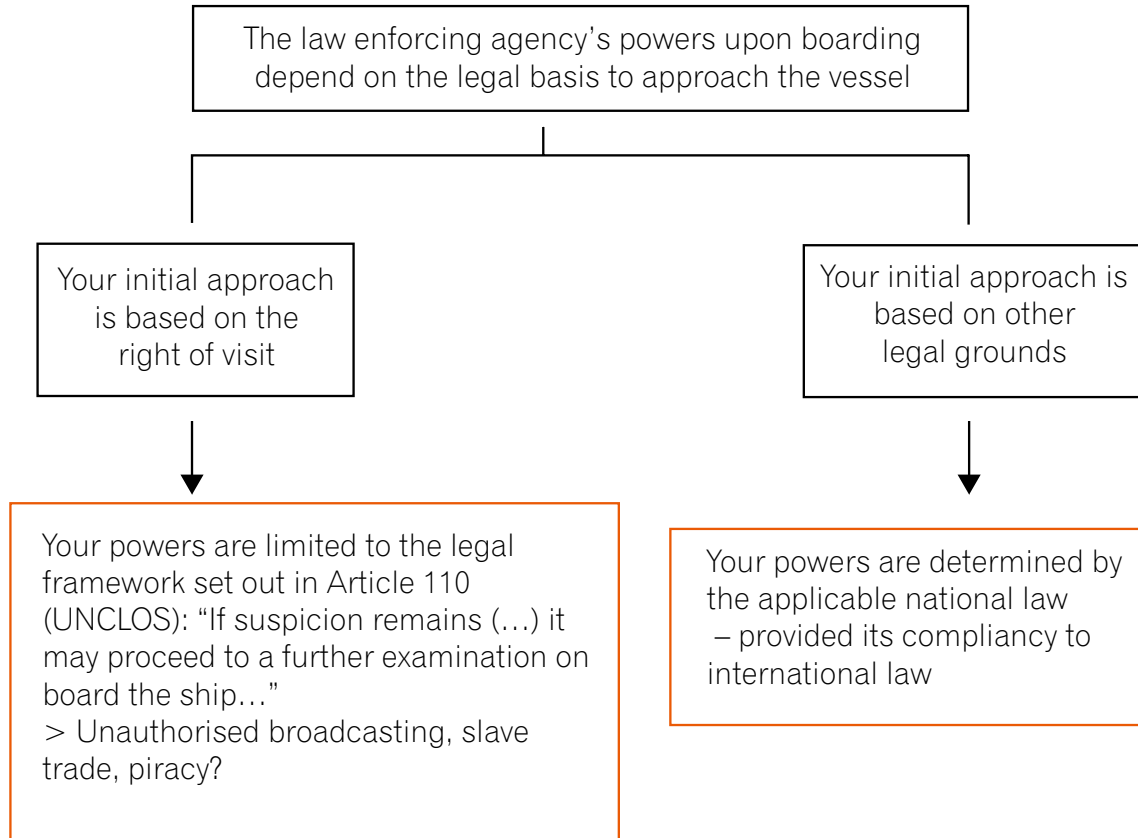 The law enforcing agency’s powers upon boarding
depend on the legal basis to approach the vessel
Your initial approach
is based on the
right of visit
Your initial approach is
based on other
legal grounds
Your powers are limited to the legal
framework set out in Article 110
(UNCLOS): “If suspicion remains (…) it
may proceed to a further examination on
board the ship…”
> Unauthorised broadcasting, slave
trade, piracy?
Your powers are determined by
the applicable national law
– provided its compliancy to
international law